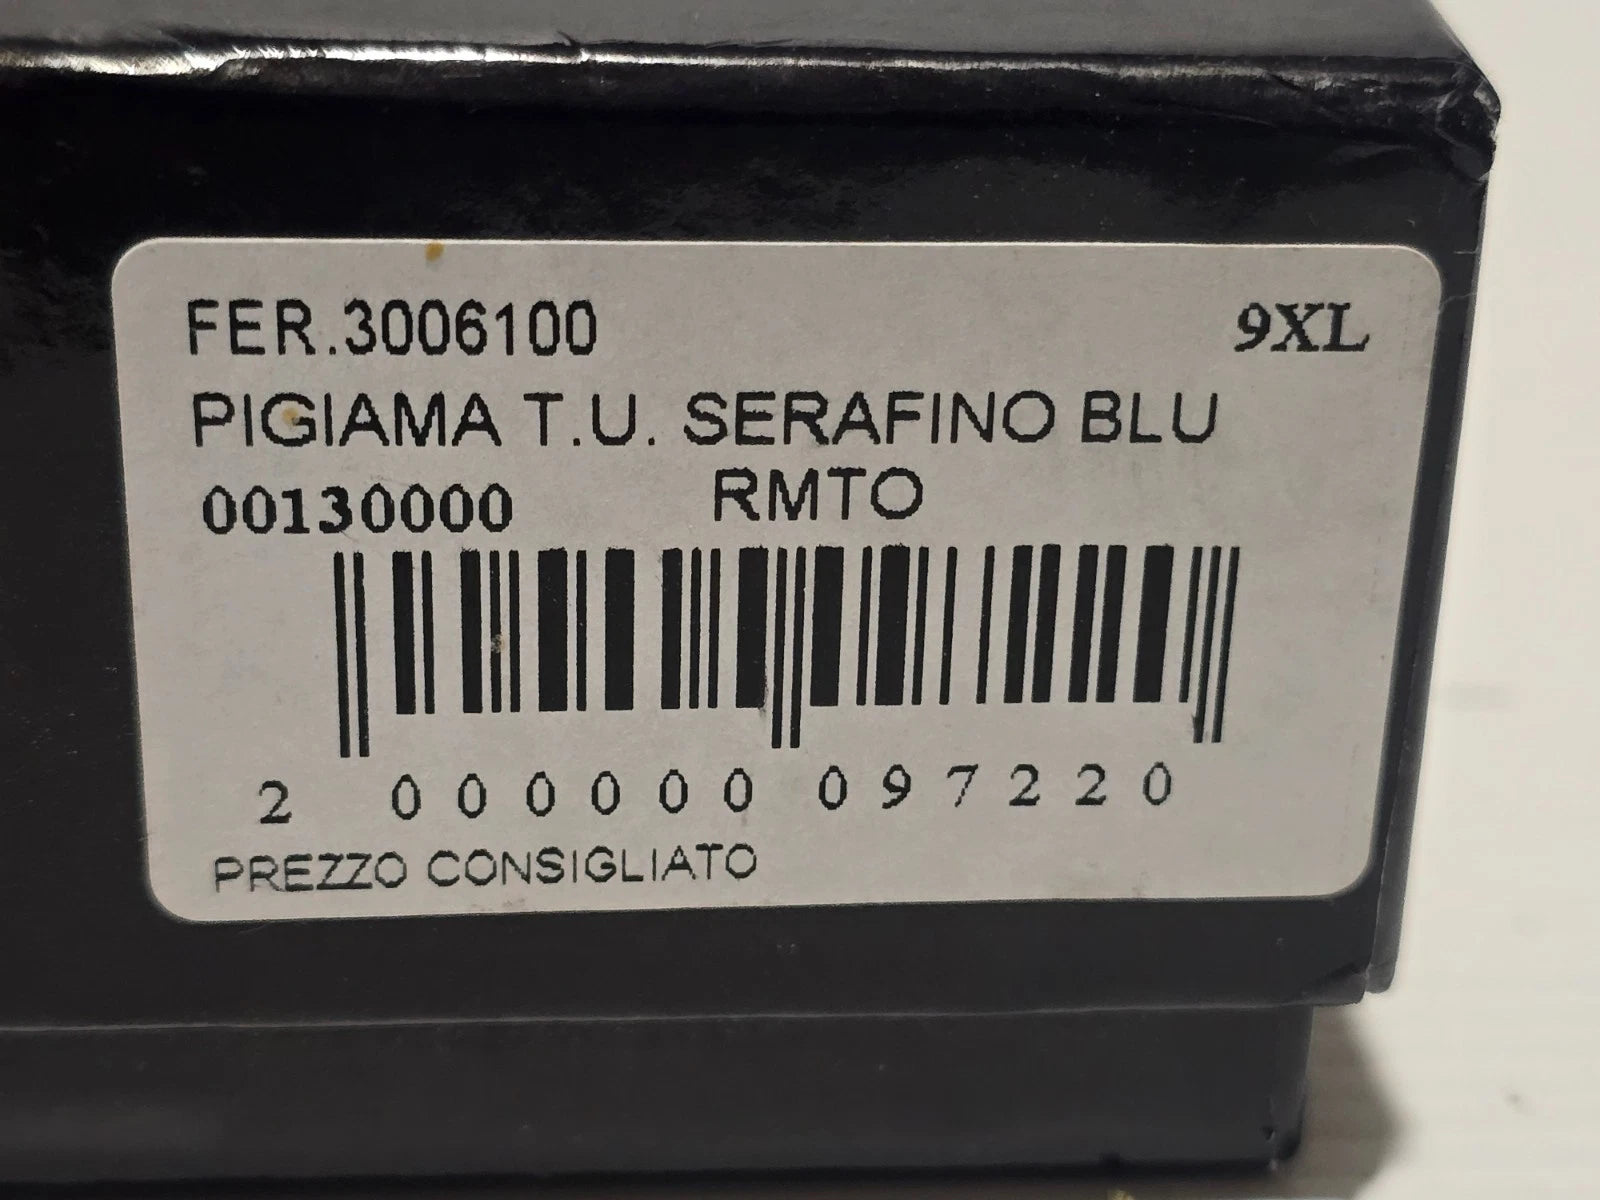 FER.3006100 9XL
PIGIAMA T.U. SERAFINO BLU
00130000 RMTO
2 000000 097220
PREZZO CONSIGLIATO